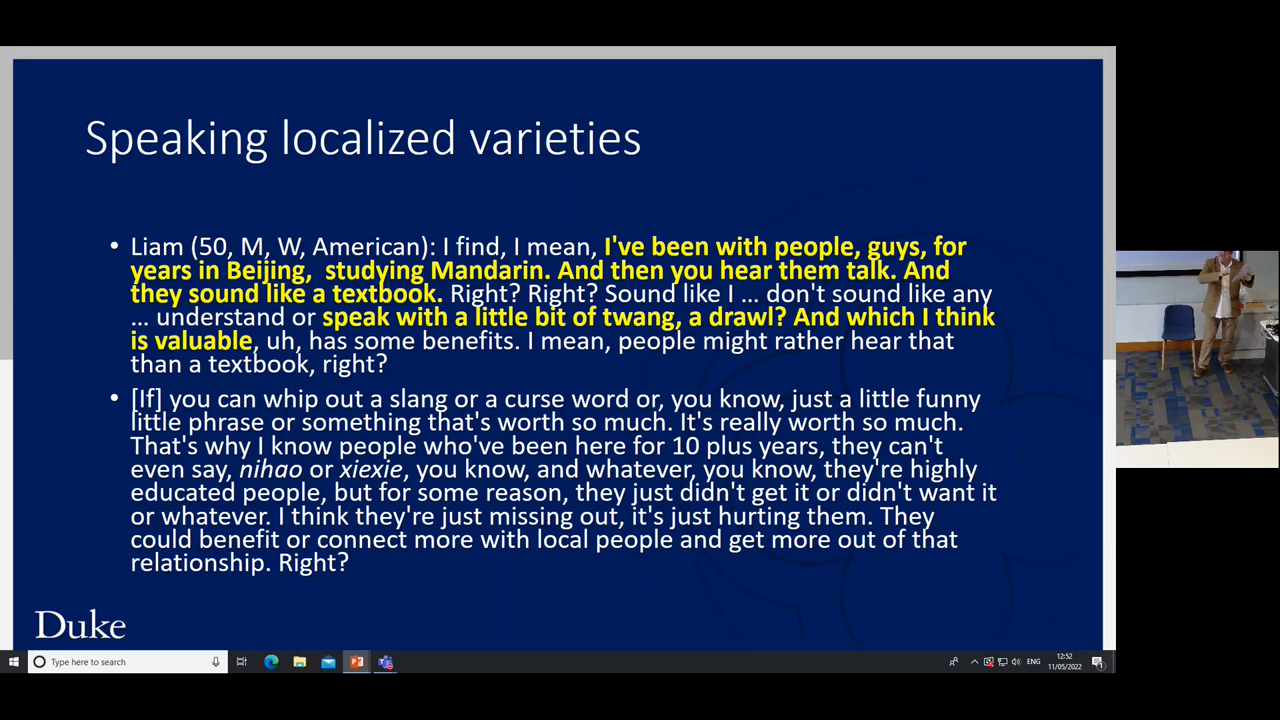 Speaking localized varieties
• Liam (50, M, W, American): I find, I mean, I've been with people, guys, for
years in Beijing, studying Mandarin. And then you hear them talk. And
they sound like a textbook. Right? Right? Sound like I … don't sound like any
… understand or speak with a little bit of twang, a drawl? And which I think
is valuable, uh, has some benefits. I mean, people might rather hear that
than a textbook, right?
• [If] you can whip out a slang or a curse word or, you know, just a little funny
little phrase or something that's worth so much. It's really worth so much.
That's why I know people who've been here for 10 plus years, they can't
even say, nihao or xiexie, you know, and whatever, you know, they're highly
educated people, but for some reason, they just didn't get it or didn't want it
or whatever. I think they're just missing out, it's just hurting them. They
could benefit or connect more with local people and get more out of that
relationship. Right?
Duke
Type here to search
ENG
12:52
11/05/2022